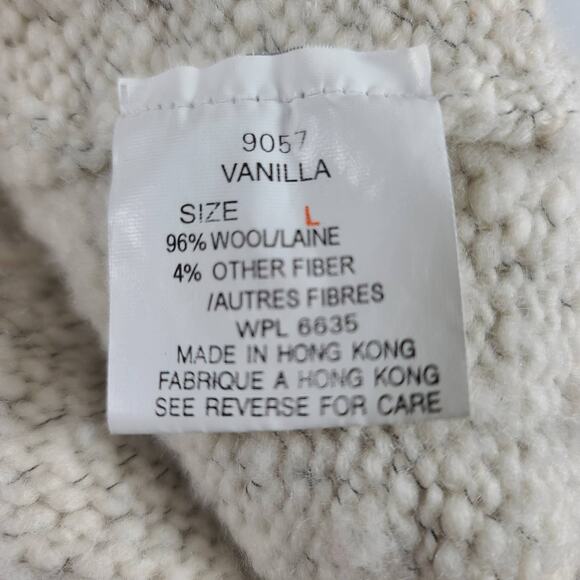 9057
VANILLA
SIZE L
96% WOOL/LAINE
4% OTHER FIBER
/AUTRES FIBRES
WPL 6635
MADE IN HONG KONG
FABRIQUE A HONG KONG
SEE REVERSE FOR CARE